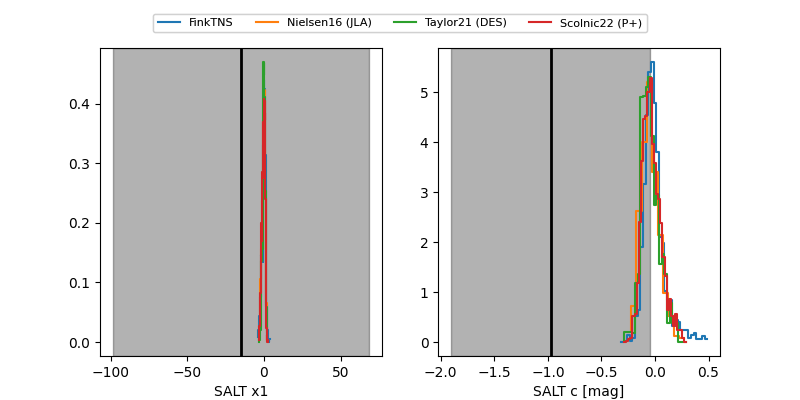 FinkTNS Nielsen16 (JLA) Taylor21 (DES) Scolnic22 (P+)
0.4
0.3
0.2
0.1
0.0
−100 −50 0 50
SALT x1
5
4
3
2
1
0
−2.0 −1.5 −1.0 −0.5 0.0 0.5
SALT c [mag]